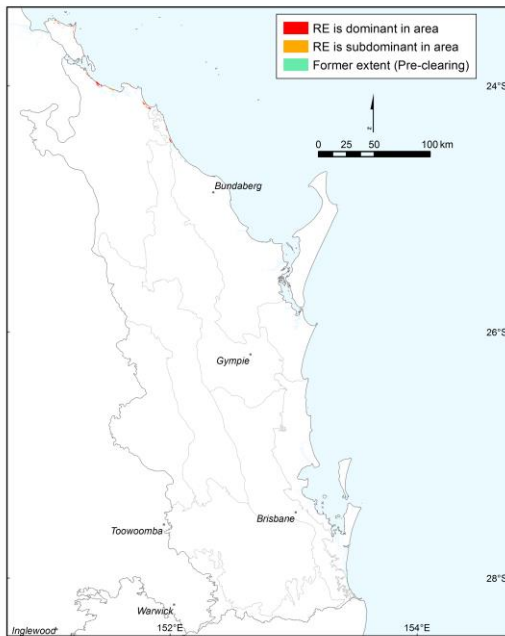 RE is dominant in area
RE is subdominant in area
Former extent (Pre-clearing)
24°S
N
0 25 50 100 km
Bundaberg
26°S
Gympie
Brisbane
Toowoomba
28°S
Warwick
Inglewood
152°E
154°E